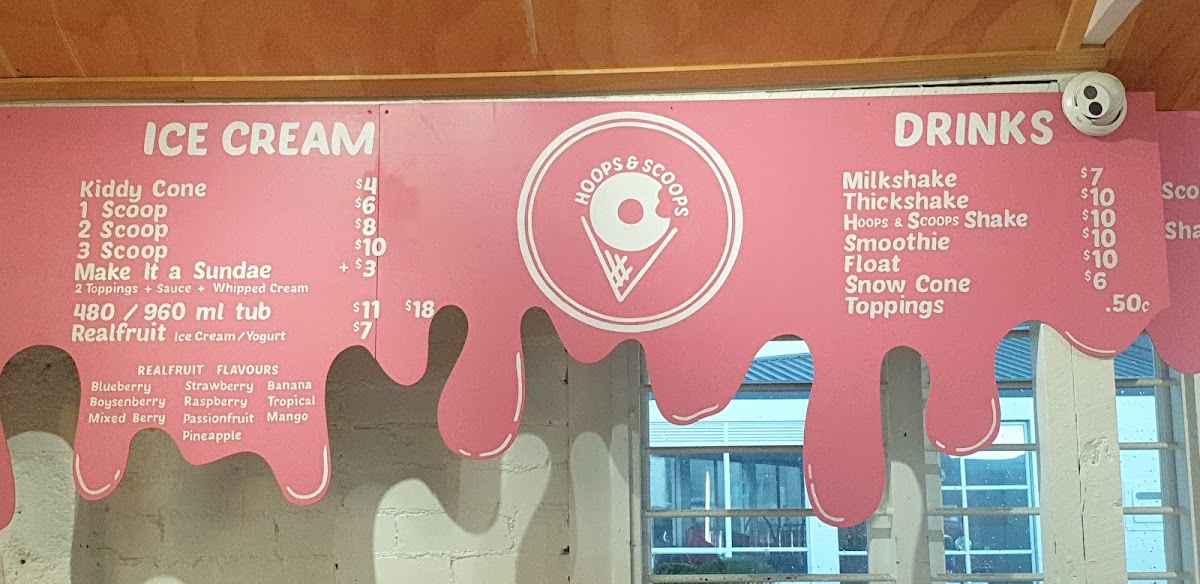 ICE CREAM
Kiddy Cone $4
1 Scoop $6
2 Scoop $8
3 Scoop $10
Make It a Sundae + $3
2 Toppings + Sauce + Whipped Cream
480 / 960 ml tub $11 $18
Realfruit Ice Cream/Yogurt $7
REALFRUIT FLAVOURS
Blueberry Strawberry Banana
Boysenberry Raspberry Tropical
Mixed Berry Passionfruit Mango
Pineapple
HOOPS & SCOOPS
DRINKS
Milkshake $7
Thickshake $10
HOOPS & SCOOPS Shake $10
Smoothie $10
Float $10
Snow Cone $6
Toppings .50c
Sco
Sha